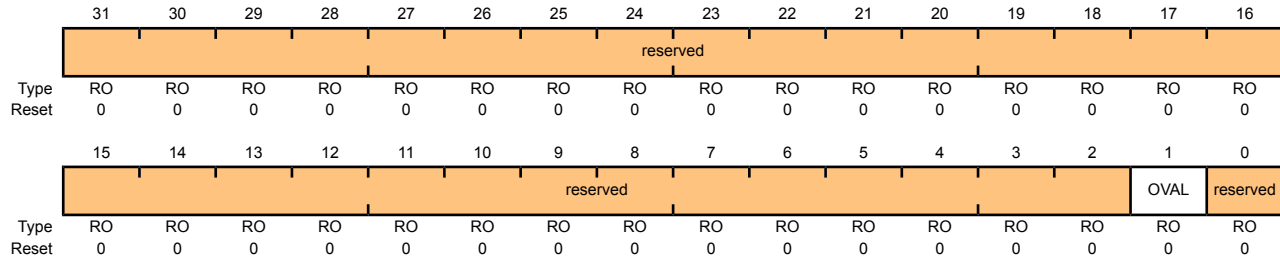 31 30 29 28 27 26 25 24 23 22 21 20 19 18 17 16
reserved
Type RO RO RO RO RO RO RO RO RO RO RO RO RO RO RO RO
Reset 0 0 0 0 0 0 0 0 0 0 0 0 0 0 0 0
15 14 13 12 11 10 9 8 7 6 5 4 3 2 1 0
reserved OVAL reserved
Type RO RO RO RO RO RO RO RO RO RO RO RO RO RO RO RO
Reset 0 0 0 0 0 0 0 0 0 0 0 0 0 0 0 0